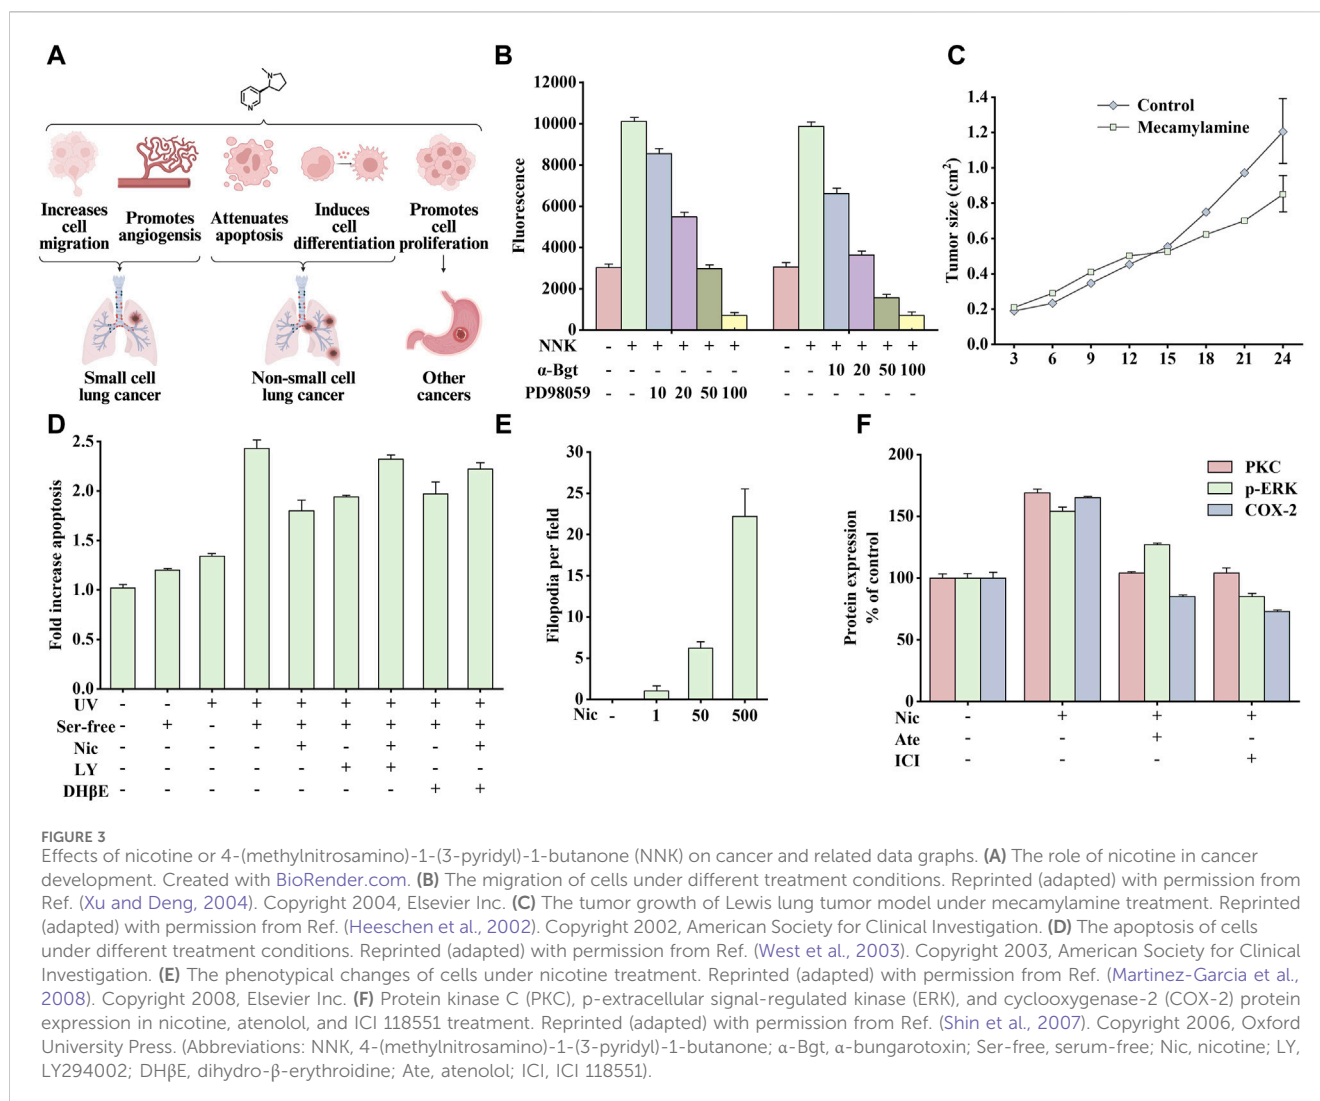 A
N
N
Increases
cell
migration
Promotes
angiogensis
Attenuates
apoptosis
Induces
cell
differentiation
Promotes
cell
proliferation
Small cell
lung cancer
Non-small cell
lung cancer
Other
cancers
B
Fluorescence
12000
10000
8000
6000
4000
2000
0
NNK - + + + + + - + + + + +
α-Bgt - - - - - - - - 10 20 50 100
PD98059 - - 10 20 50 100 - - - - - -
C
Tumor size (cm²)
1.4
1.2
1.0
0.8
0.6
0.4
0.2
0
Control
Mecamylamine
3 6 9 12 15 18 21 24
D
Fold increase apoptosis
2.5
2.0
1.5
1.0
0.5
0.0
UV - - + + + + + + +
Ser-free - + - + + + + + +
Nic - - - - + - + - +
LY - - - - - + + - -
DHβE - - - - - - - + +
E
Filopodia per field
30
25
20
15
10
5
0
Nic - 1 50 500
F
Protein expression
% of control
200
150
100
50
0
PKC
p-ERK
COX-2
Nic - + + +
Ate - - + -
ICI - - - +
FIGURE 3
Effects of nicotine or 4-(methylnitrosamino)-1-(3-pyridyl)-1-butanone (NNK) on cancer and related data graphs. (A) The role of nicotine in cancer
development. Created with BioRender.com. (B) The migration of cells under different treatment conditions. Reprinted (adapted) with permission from
Ref. (Xu and Deng, 2004). Copyright 2004, Elsevier Inc. (C) The tumor growth of Lewis lung tumor model under mecamylamine treatment. Reprinted
(adapted) with permission from Ref. (Heeschen et al., 2002). Copyright 2002, American Society for Clinical Investigation. (D) The apoptosis of cells
under different treatment conditions. Reprinted (adapted) with permission from Ref. (West et al., 2003). Copyright 2003, American Society for Clinical
Investigation. (E) The phenotypical changes of cells under nicotine treatment. Reprinted (adapted) with permission from Ref. (Martinez-Garcia et al.,
2008). Copyright 2008, Elsevier Inc. (F) Protein kinase C (PKC), p-extracellular signal-regulated kinase (ERK), and cyclooxygenase-2 (COX-2) protein
expression in nicotine, atenolol, and ICI 118551 treatment. Reprinted (adapted) with permission from Ref. (Shin et al., 2007). Copyright 2006, Oxford
University Press. (Abbreviations: NNK, 4-(methylnitrosamino)-1-(3-pyridyl)-1-butanone; α-Bgt, α-bungarotoxin; Ser-free, serum-free; Nic, nicotine; LY,
LY294002; DHβE, dihydro-β-erythroidine; Ate, atenolol; ICI, ICI 118551).